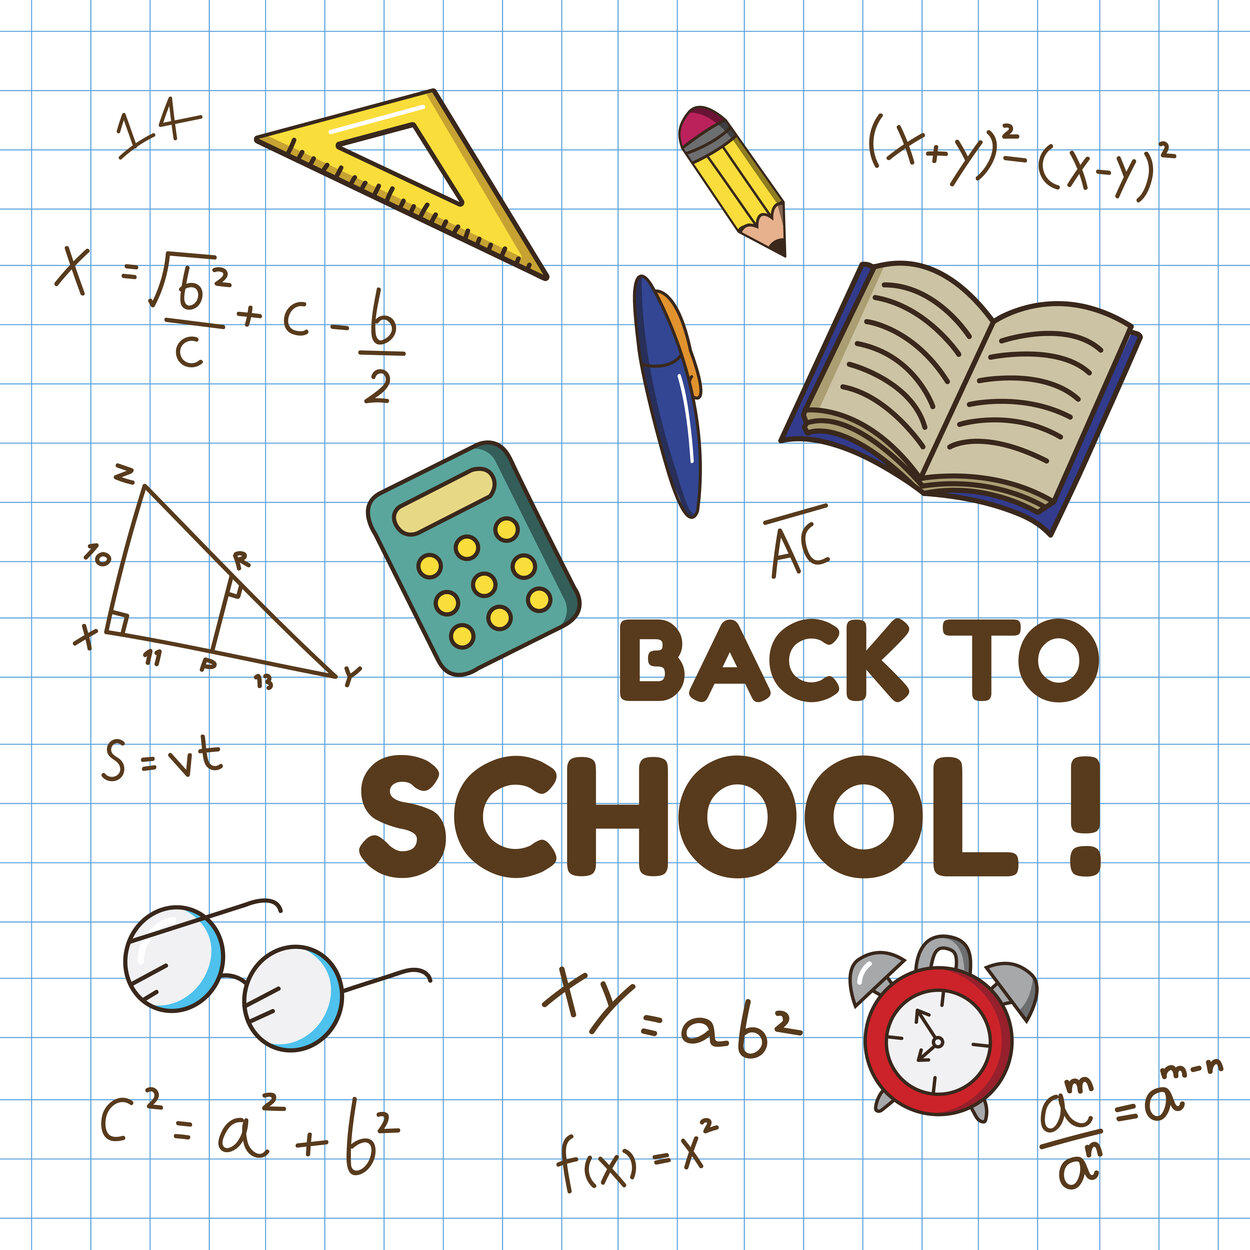 14
(x+y)² - (x-y)²
X = √b²/c + c - b/2
Z
10
R
X
11
P
13
Y
A̅C̅
BACK TO
SCHOOL !
S = vt
xy = ab²
c² = a² + b²
f(x) = x²
aᵐ/aⁿ = aᵐ⁻ⁿ